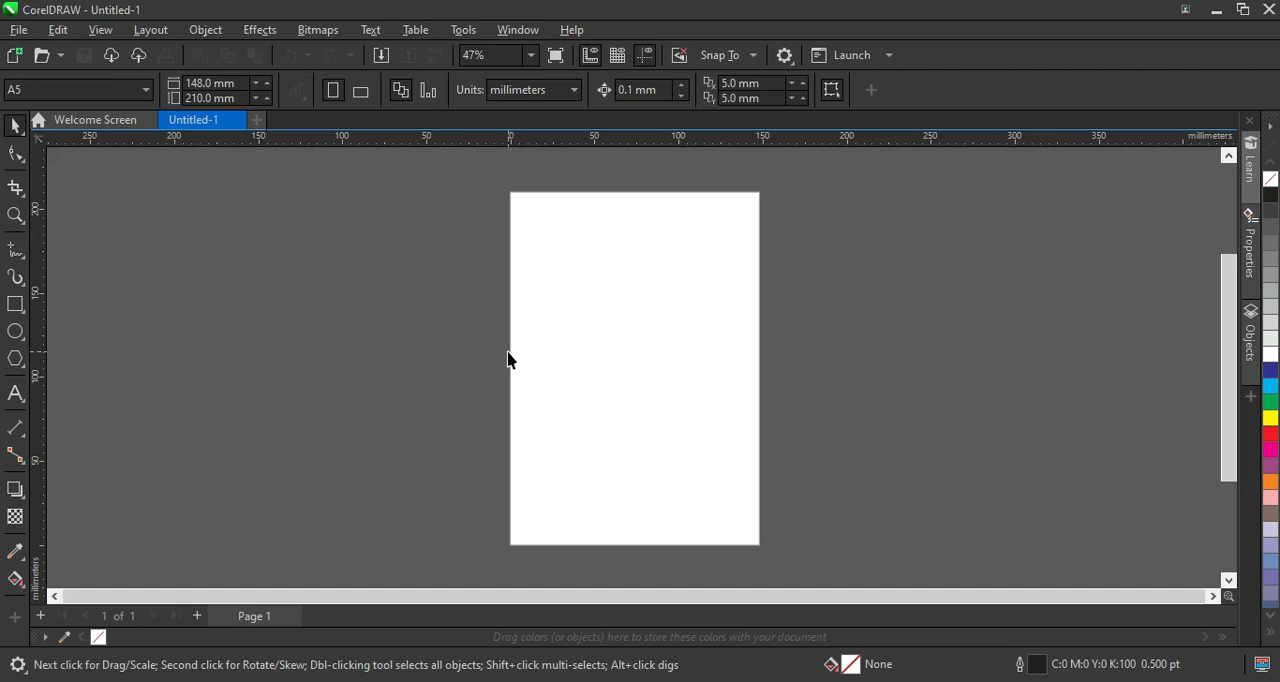 CorelDRAW - Untitled-1
File Edit View Layout Object Effects Bitmaps Text Table Tools Window Help
47% Snap To Launch
A5 148.0 mm 210.0 mm Units: millimeters 0.1 mm 5.0 mm 5.0 mm
Welcome Screen Untitled-1
250 200 150 100 50 0 50 100 150 200 250 300 350 millimeters
200
150
100
50
millimeters
Learn
Properties
Objects
1 of 1 Page 1
Drag colors (or objects) here to store these colors with your document
Next click for Drag/Scale; Second click for Rotate/Skew; Dbl-clicking tool selects all objects; Shift+click multi-selects; Alt+click digs None C:0 M:0 Y:0 K:100 0.500 pt